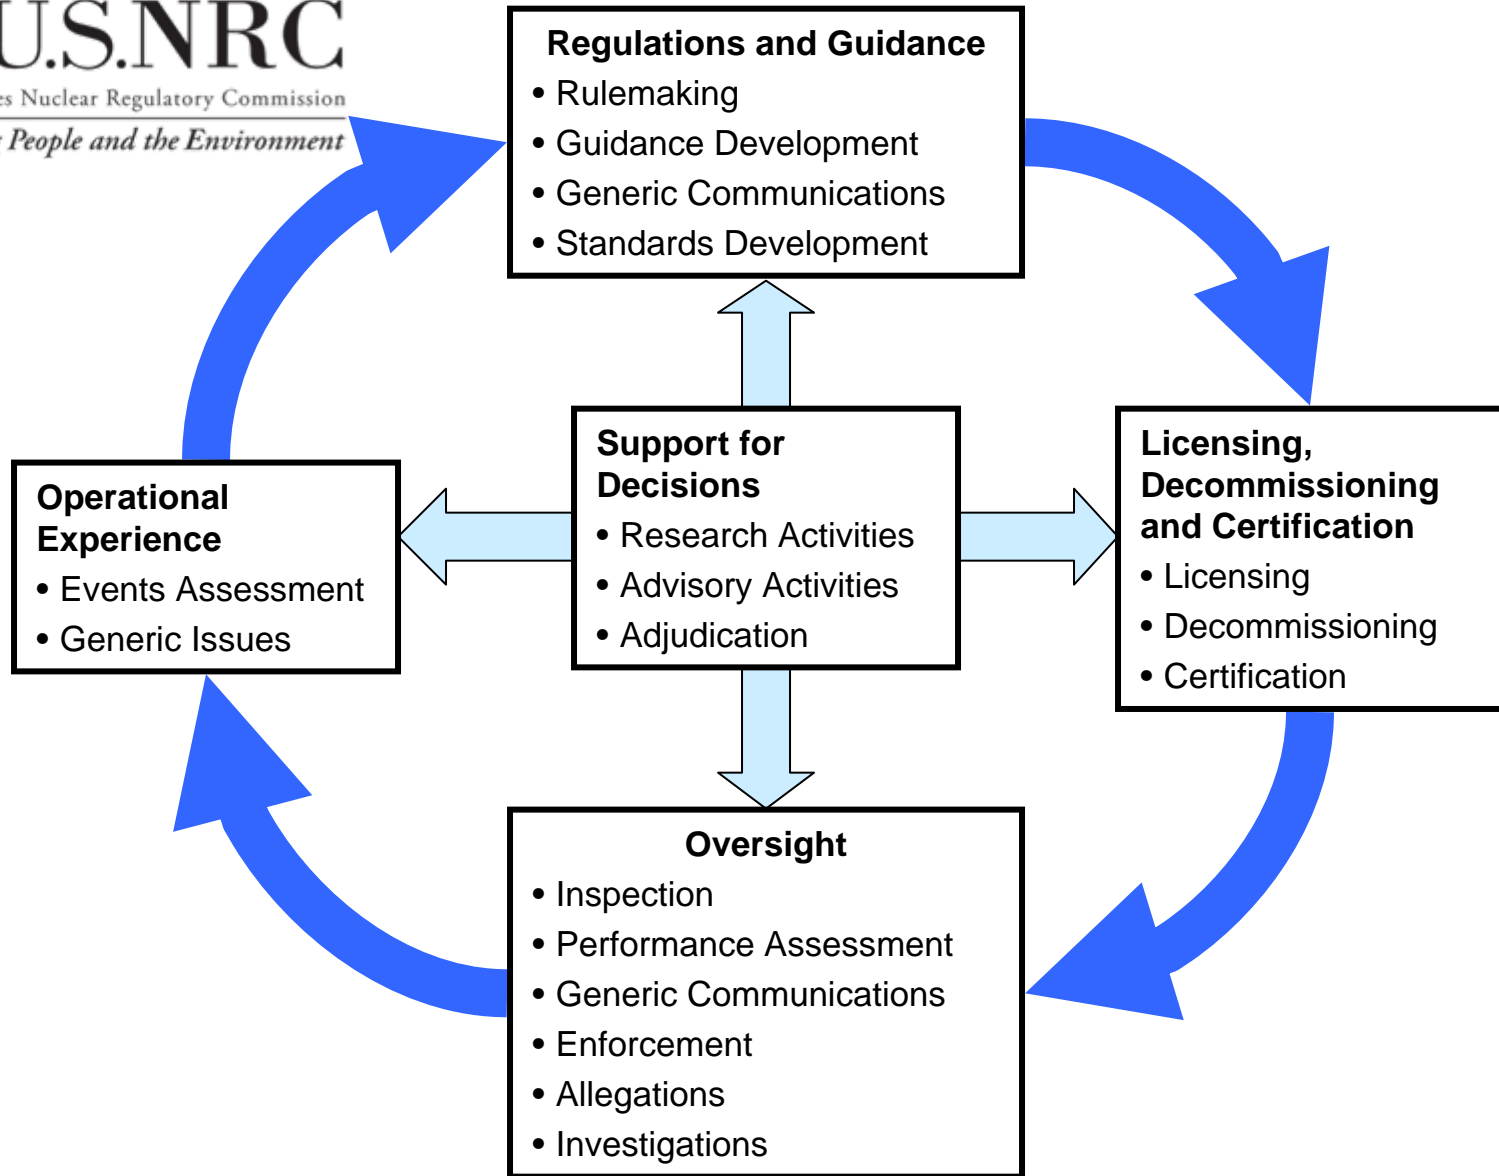 U.S.NRC
Nuclear Regulatory Commission
People and the Environment
Regulations and Guidance
• Rulemaking
• Guidance Development
• Generic Communications
• Standards Development
Operational
Experience
• Events Assessment
• Generic Issues
Support for
Decisions
• Research Activities
• Advisory Activities
• Adjudication
Licensing,
Decommissioning
and Certification
• Licensing
• Decommissioning
• Certification
Oversight
• Inspection
• Performance Assessment
• Generic Communications
• Enforcement
• Allegations
• Investigations